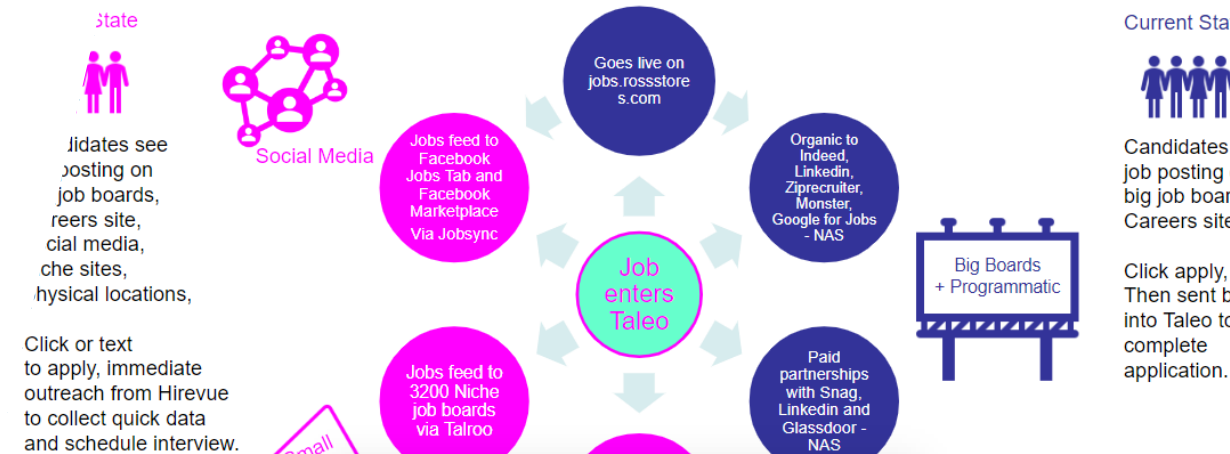 State
Candidates see
posting on
job boards,
reers site,
cial media,
che sites,
hysical locations,
Click or text
to apply, immediate
outreach from Hirevue
to collect quick data
and schedule interview.
Social Media
Jobs feed to
Facebook
Jobs Tab and
Facebook
Marketplace
Via Jobsync
Jobs feed to
3200 Niche
job boards
via Talroo
Small
Goes live on
jobs.rossstore
s.com
Job
enters
Taleo
Organic to
Indeed,
Linkedin,
Ziprecruiter,
Monster,
Google for Jobs
- NAS
Paid
partnerships
with Snag,
Linkedin and
Glassdoor -
NAS
Big Boards
+ Programmatic
Current Sta
Candidates
job posting
big job boar
Careers site
Click apply,
Then sent b
into Taleo to
complete
application.